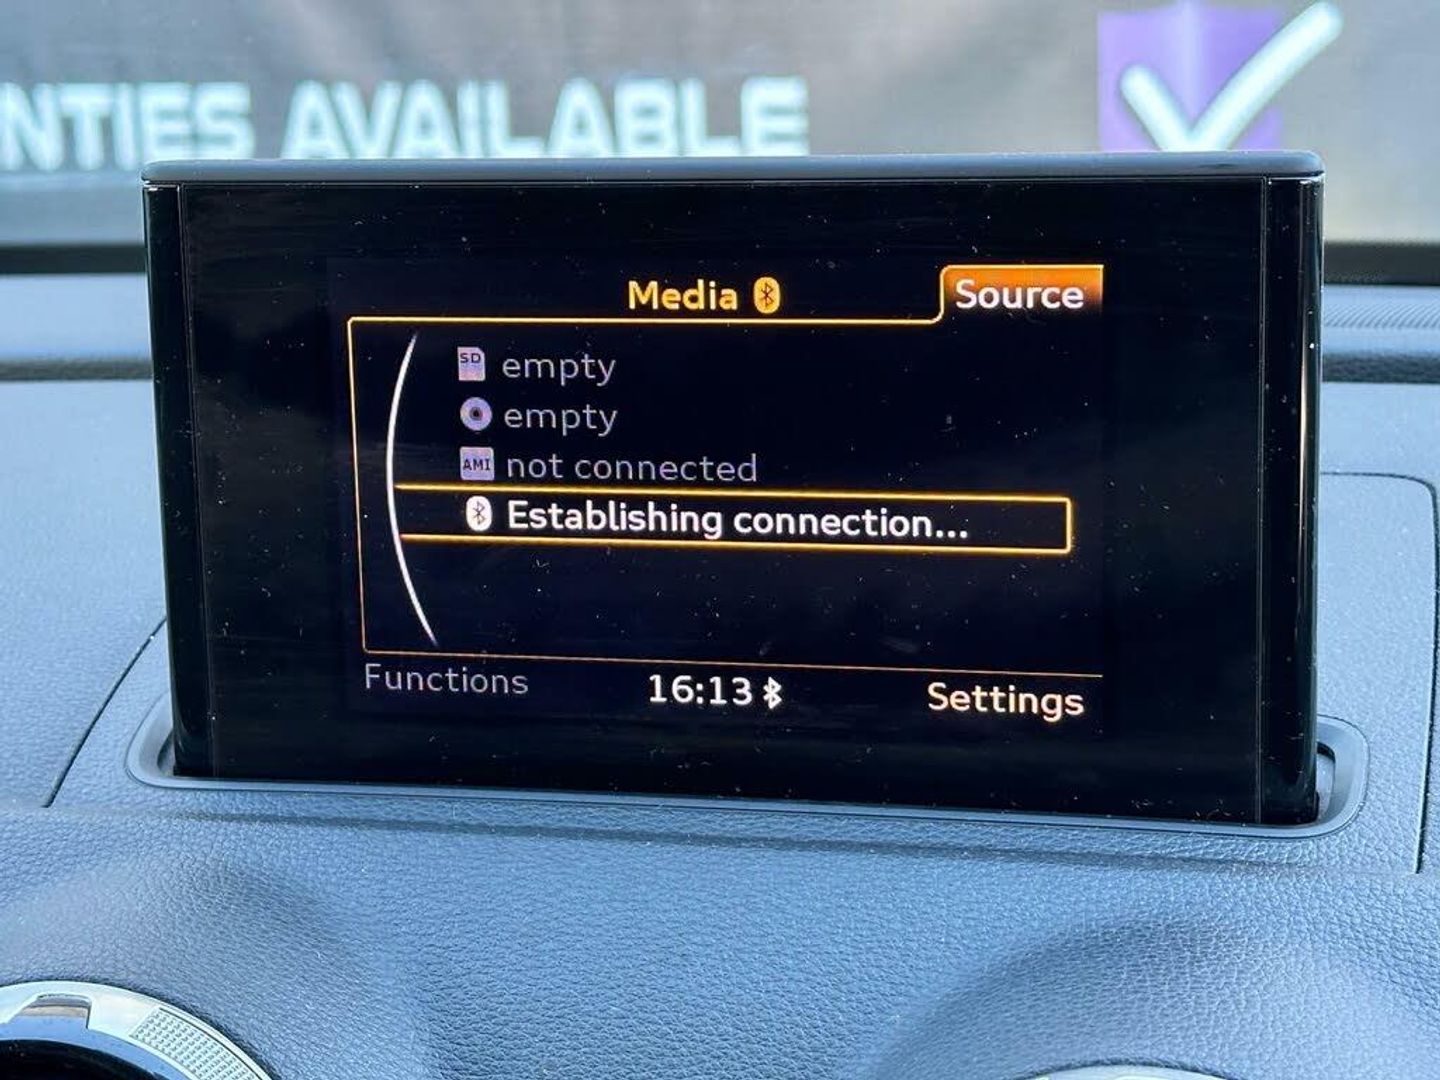 NTIES AVAILABLE
Media
Source
SD empty
empty
AMI not connected
Establishing connection...
Functions
16:13
Settings